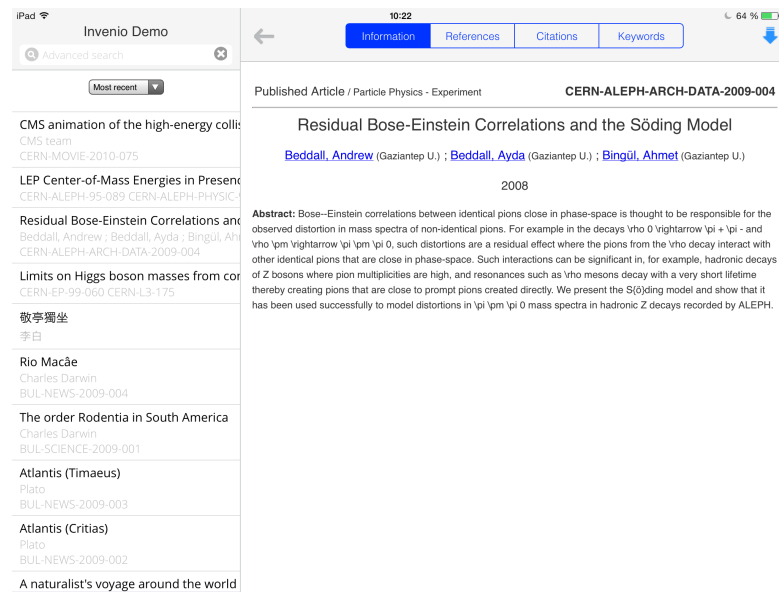 iPad
10:22
64 %
Invenio Demo
Advanced search
Most recent
CMS animation of the high-energy collis
CMS team
CERN-MOVIE-2010-075
LEP Center-of-Mass Energies in Presenc
CERN-ALEPH-95-089 CERN-ALEPH-PHYSIC-
Residual Bose-Einstein Correlations and
Beddall, Andrew ; Beddall, Ayda ; Bingül, Ah
CERN-ALEPH-ARCH-DATA-2009-004
Limits on Higgs boson masses from con
CERN-EP-99-060 CERN-L3-175
敬亭獨坐
李白
Rio Macâe
Charles Darwin
BUL-NEWS-2009-004
The order Rodentia in South America
Charles Darwin
BUL-SCIENCE-2009-001
Atlantis (Timaeus)
Plato
BUL-NEWS-2009-003
Atlantis (Critias)
Plato
BUL-NEWS-2009-002
A naturalist's voyage around the world
Information References Citations Keywords
Published Article / Particle Physics - Experiment CERN-ALEPH-ARCH-DATA-2009-004
Residual Bose-Einstein Correlations and the Söding Model
Beddall, Andrew (Gaziantep U.) ; Beddall, Ayda (Gaziantep U.) ; Bingül, Ahmet (Gaziantep U.)
2008
Abstract: Bose--Einstein correlations between identical pions close in phase-space is thought to be responsible for the
observed distortion in mass spectra of non-identical pions. For example in the decays \rho 0 \rightarrow \pi + \pi - and
\rho \pm \rightarrow \pi \pm \pi 0, such distortions are a residual effect where the pions from the \rho decay interact with
other identical pions that are close in phase-space. Such interactions can be significant in, for example, hadronic decays
of Z bosons where pion multiplicities are high, and resonances such as \rho mesons decay with a very short lifetime
thereby creating pions that are close to prompt pions created directly. We present the S{ö}ding model and show that it
has been used successfully to model distortions in \pi \pm \pi 0 mass spectra in hadronic Z decays recorded by ALEPH.